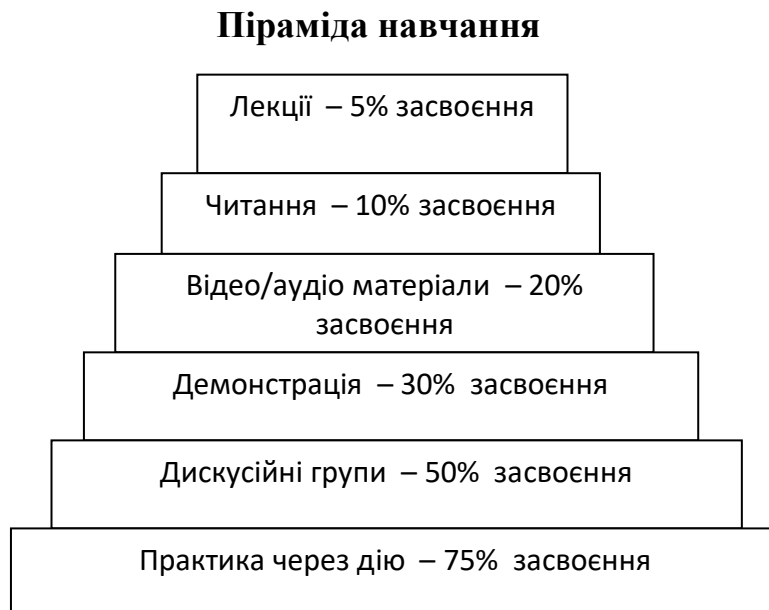 Піраміда навчання
Лекції – 5% засвоєння
Читання – 10% засвоєння
Відео/аудіо матеріали – 20%
засвоєння
Демонстрація – 30% засвоєння
Дискусійні групи – 50% засвоєння
Практика через дію – 75% засвоєння